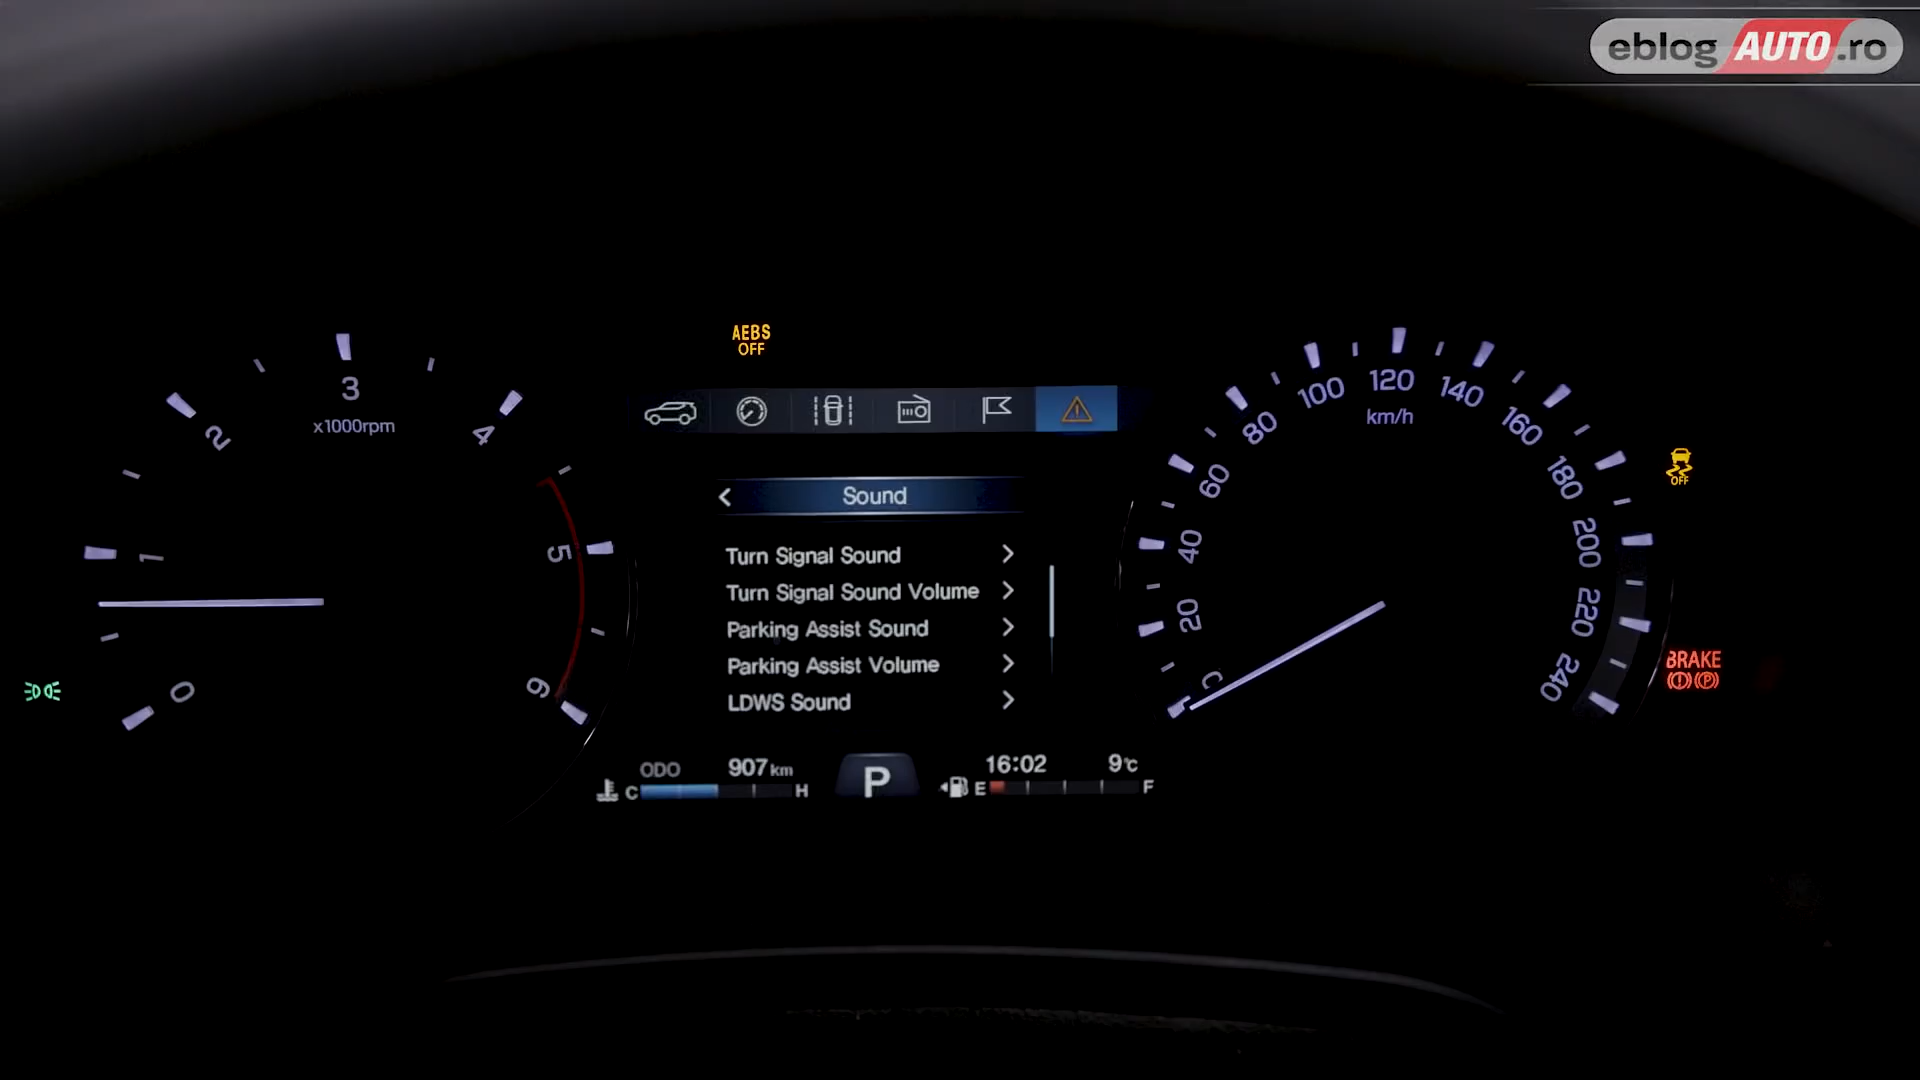 eblog AUTO.ro
AEBS
OFF
0
1
2
3
4
5
6
x1000rpm
Sound
Turn Signal Sound
Turn Signal Sound Volume
Parking Assist Sound
Parking Assist Volume
LDWS Sound
20
40
60
80
100
120
140
160
180
200
220
240
km/h
OFF
BRAKE
(P)
ODO 907 km
C H
P
16:02 9°C
E F